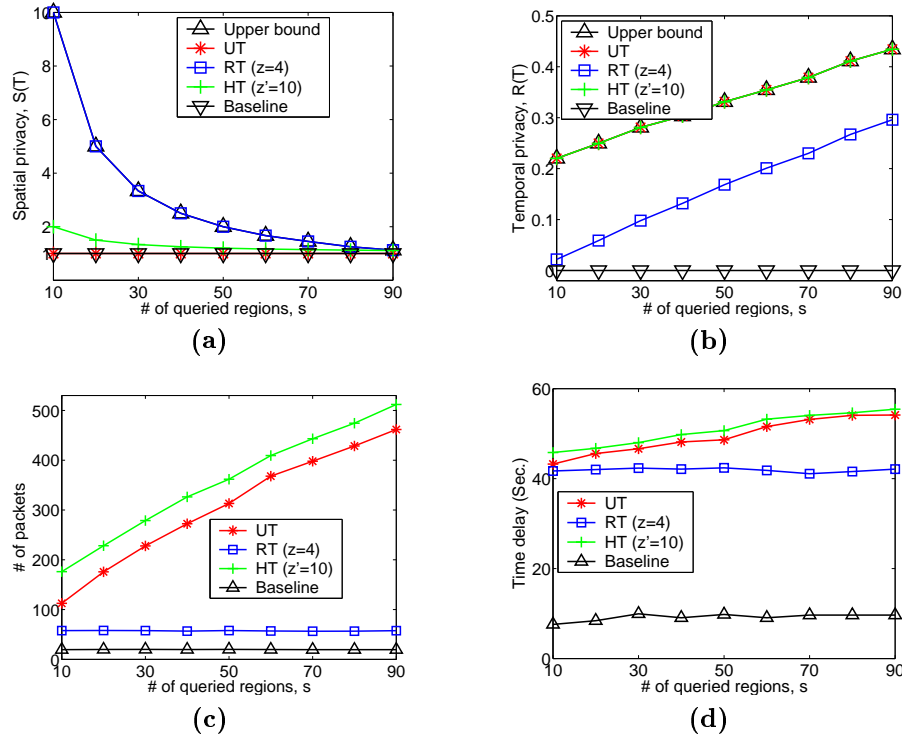 10
8
6
4
2
1
Spatial privacy, S(T)
Upper bound
UT
RT (z=4)
HT (z'=10)
Baseline
10 30 50 70 90
# of queried regions, s
(a)
0.5
0.4
0.3
0.2
0.1
0
Temporal privacy, R(T)
Upper bound
UT
RT (z=4)
HT (z'=10)
Baseline
10 30 50 70 90
# of queried regions, s
(b)
500
400
300
200
100
0
# of packets
UT
RT (z=4)
HT (z'=10)
Baseline
10 30 50 70 90
# of queried regions, s
(c)
60
40
20
0
Time delay (Sec.)
UT
RT (z=4)
HT (z'=10)
Baseline
10 30 50 70 90
# of queried regions, s
(d)